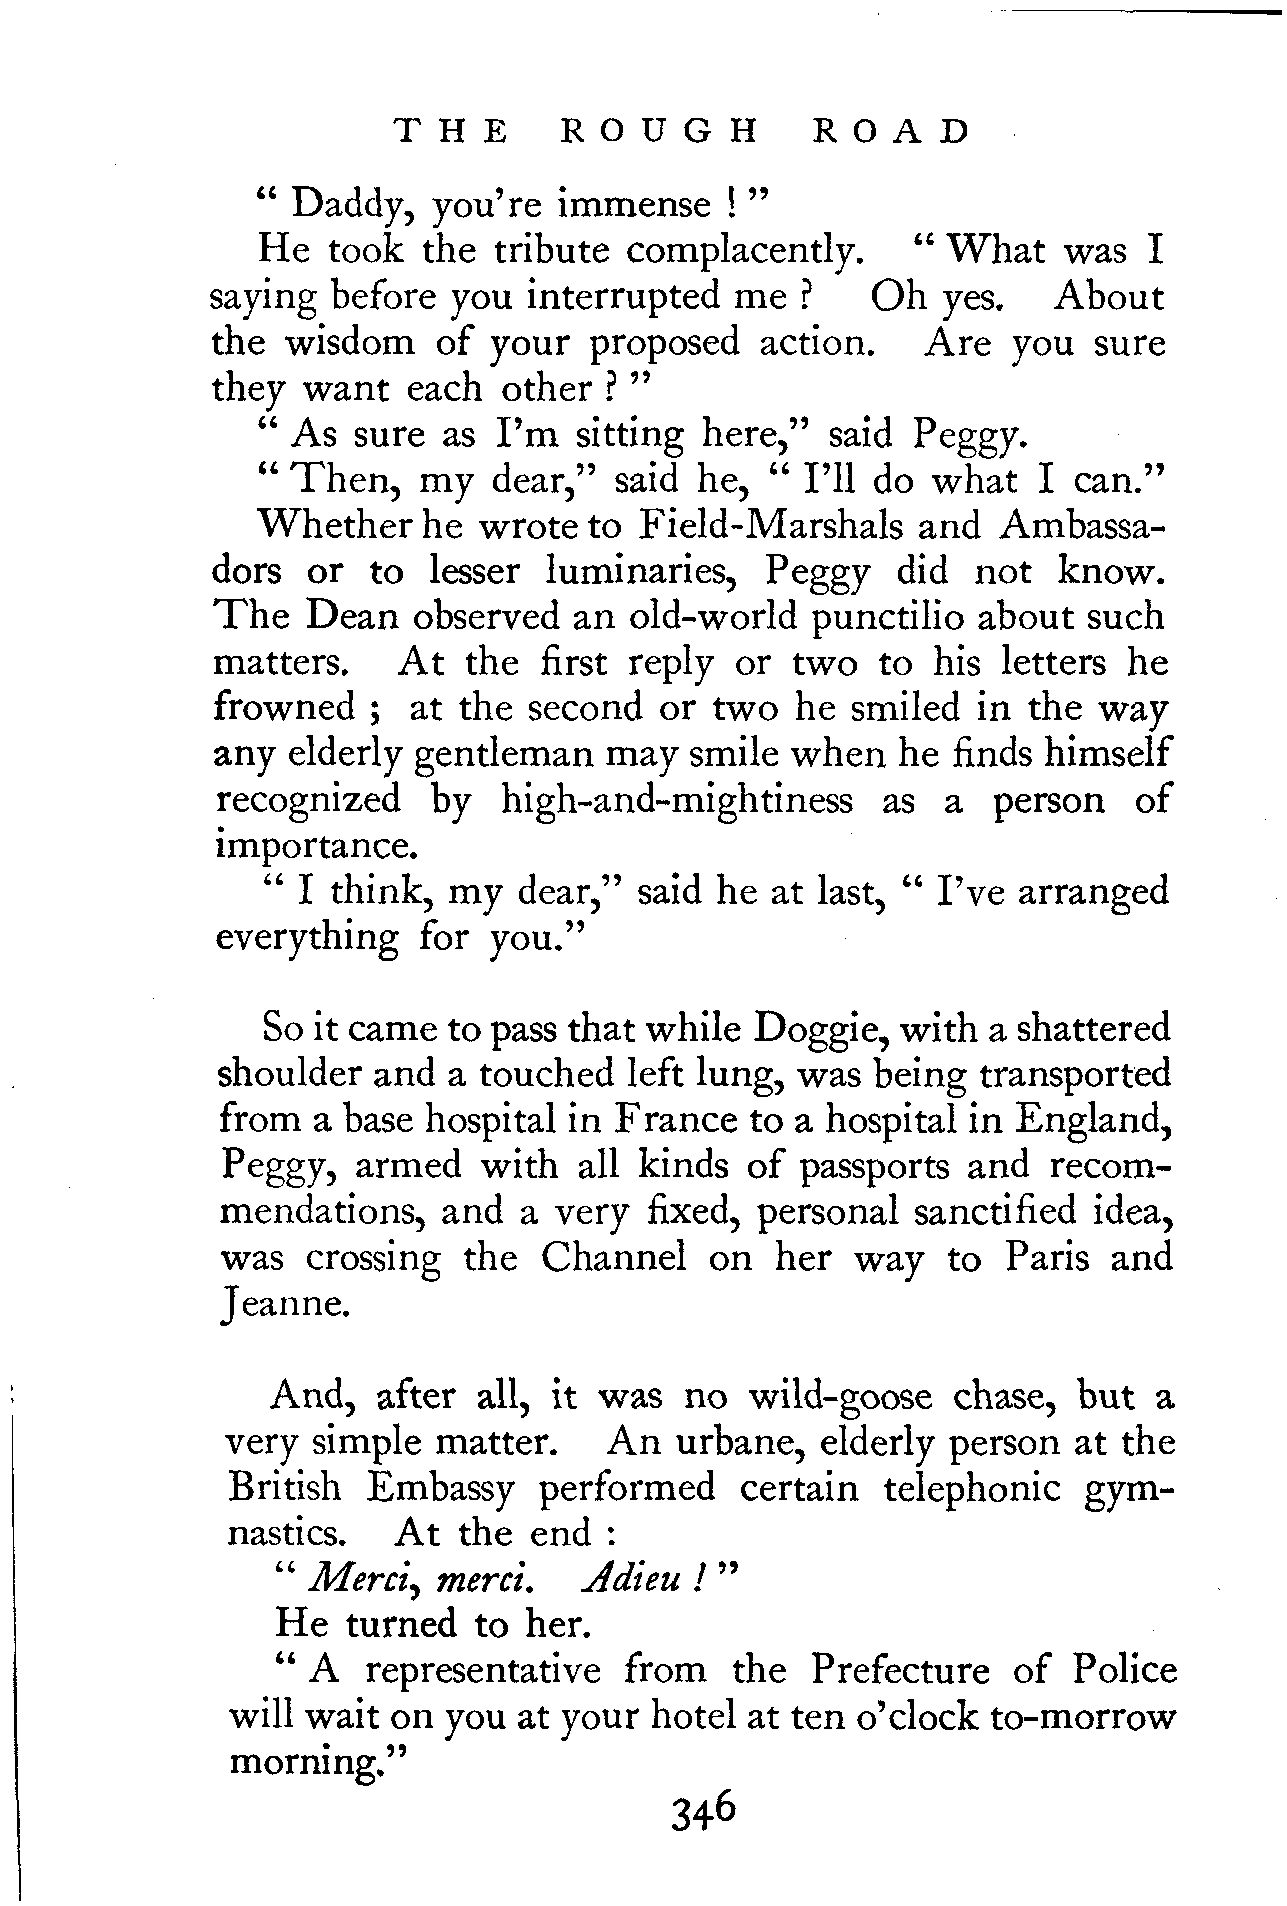 THE ROUGH ROAD
“ Daddy, you’re immense ! ”
He took the tribute complacently. “ What was I
saying before you interrupted me ? Oh yes. About
the wisdom of your proposed action. Are you sure
they want each other ? ”
“ As sure as I’m sitting here,” said Peggy.
“ Then, my dear,” said he, “ I’ll do what I can.”
Whether he wrote to Field-Marshals and Ambassa-
dors or to lesser luminaries, Peggy did not know.
The Dean observed an old-world punctilio about such
matters. At the first reply or two to his letters he
frowned ; at the second or two he smiled in the way
any elderly gentleman may smile when he finds himself
recognized by high-and-mightiness as a person of
importance.
“ I think, my dear,” said he at last, “ I’ve arranged
everything for you.”
So it came to pass that while Doggie, with a shattered
shoulder and a touched left lung, was being transported
from a base hospital in France to a hospital in England,
Peggy, armed with all kinds of passports and recom-
mendations, and a very fixed, personal sanctified idea,
was crossing the Channel on her way to Paris and
Jeanne.
And, after all, it was no wild-goose chase, but a
very simple matter. An urbane, elderly person at the
British Embassy performed certain telephonic gym-
nastics. At the end :
“ Merci, merci. Adieu ! ”
He turned to her.
“ A representative from the Prefecture of Police
will wait on you at your hotel at ten o’clock to-morrow
morning.”
346